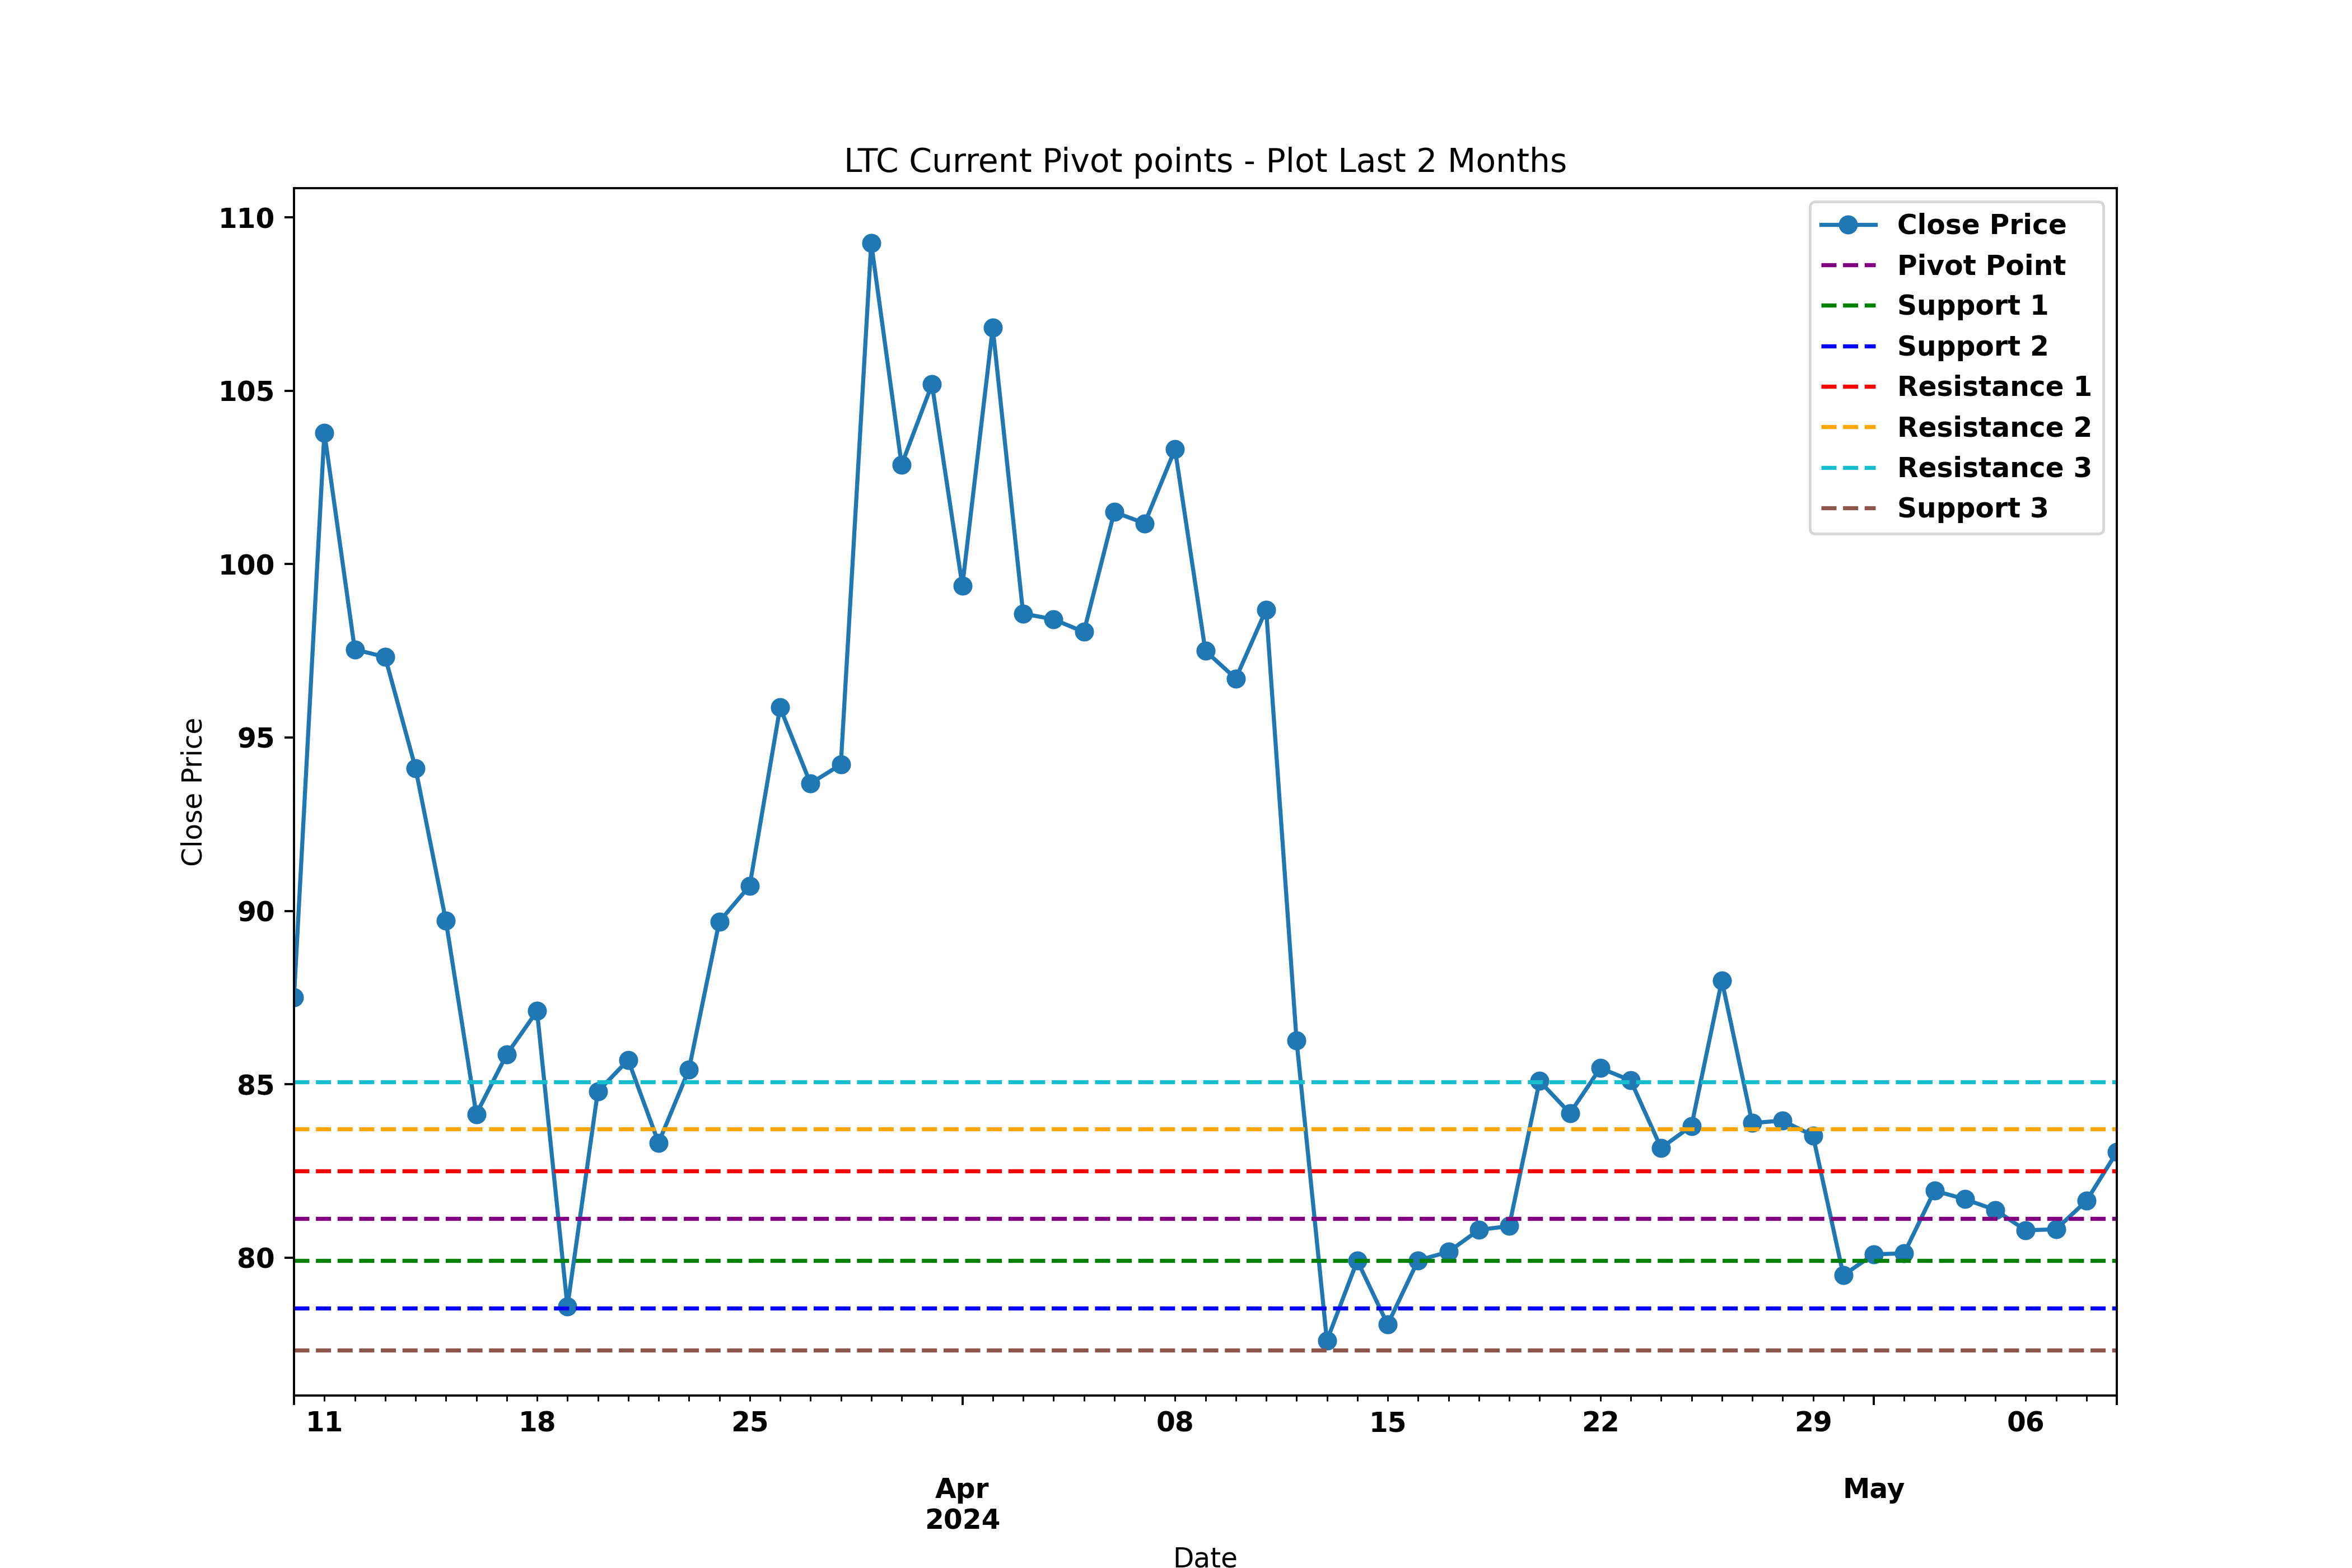 LTC Current Pivot points - Plot Last 2 Months
110
105
100
95
90
85
80
Close Price
Close Price
Pivot Point
Support 1
Support 2
Resistance 1
Resistance 2
Resistance 3
Support 3
11 18 25 08 15 22 29 06
Apr May
2024
Date